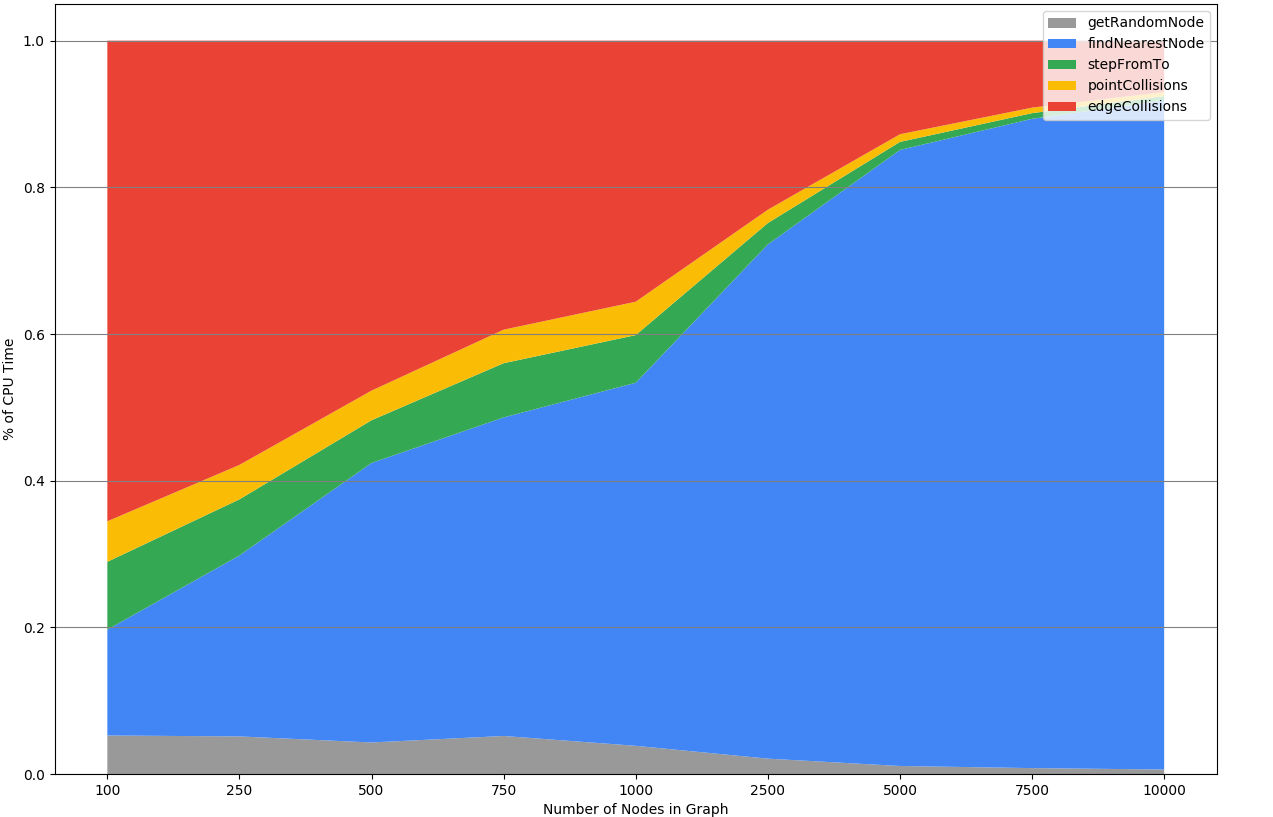 getRandomNode
findNearestNode
stepFromTo
pointCollisions
edgeCollisions
1.0
0.8
0.6
0.4
0.2
0.0
% of CPU Time
100 250 500 750 1000 2500 5000 7500 10000
Number of Nodes in Graph